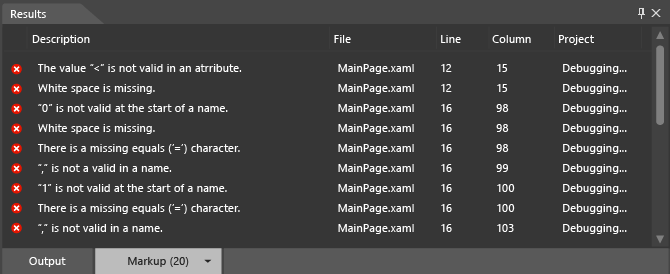 Results
Description File Line Column Project
The value "<" is not valid in an atrribute. MainPage.xaml 12 15 Debugging...
White space is missing. MainPage.xaml 12 15 Debugging...
"0" is not valid at the start of a name. MainPage.xaml 16 98 Debugging...
White space is missing. MainPage.xaml 16 98 Debugging...
There is a missing equals ('=') character. MainPage.xaml 16 98 Debugging...
"," is not a valid in a name. MainPage.xaml 16 99 Debugging...
"1" is not valid at the start of a name. MainPage.xaml 16 100 Debugging...
There is a missing equals ('=') character. MainPage.xaml 16 100 Debugging...
"," is not valid in a name. MainPage.xaml 16 103 Debugging...
Output Markup (20)